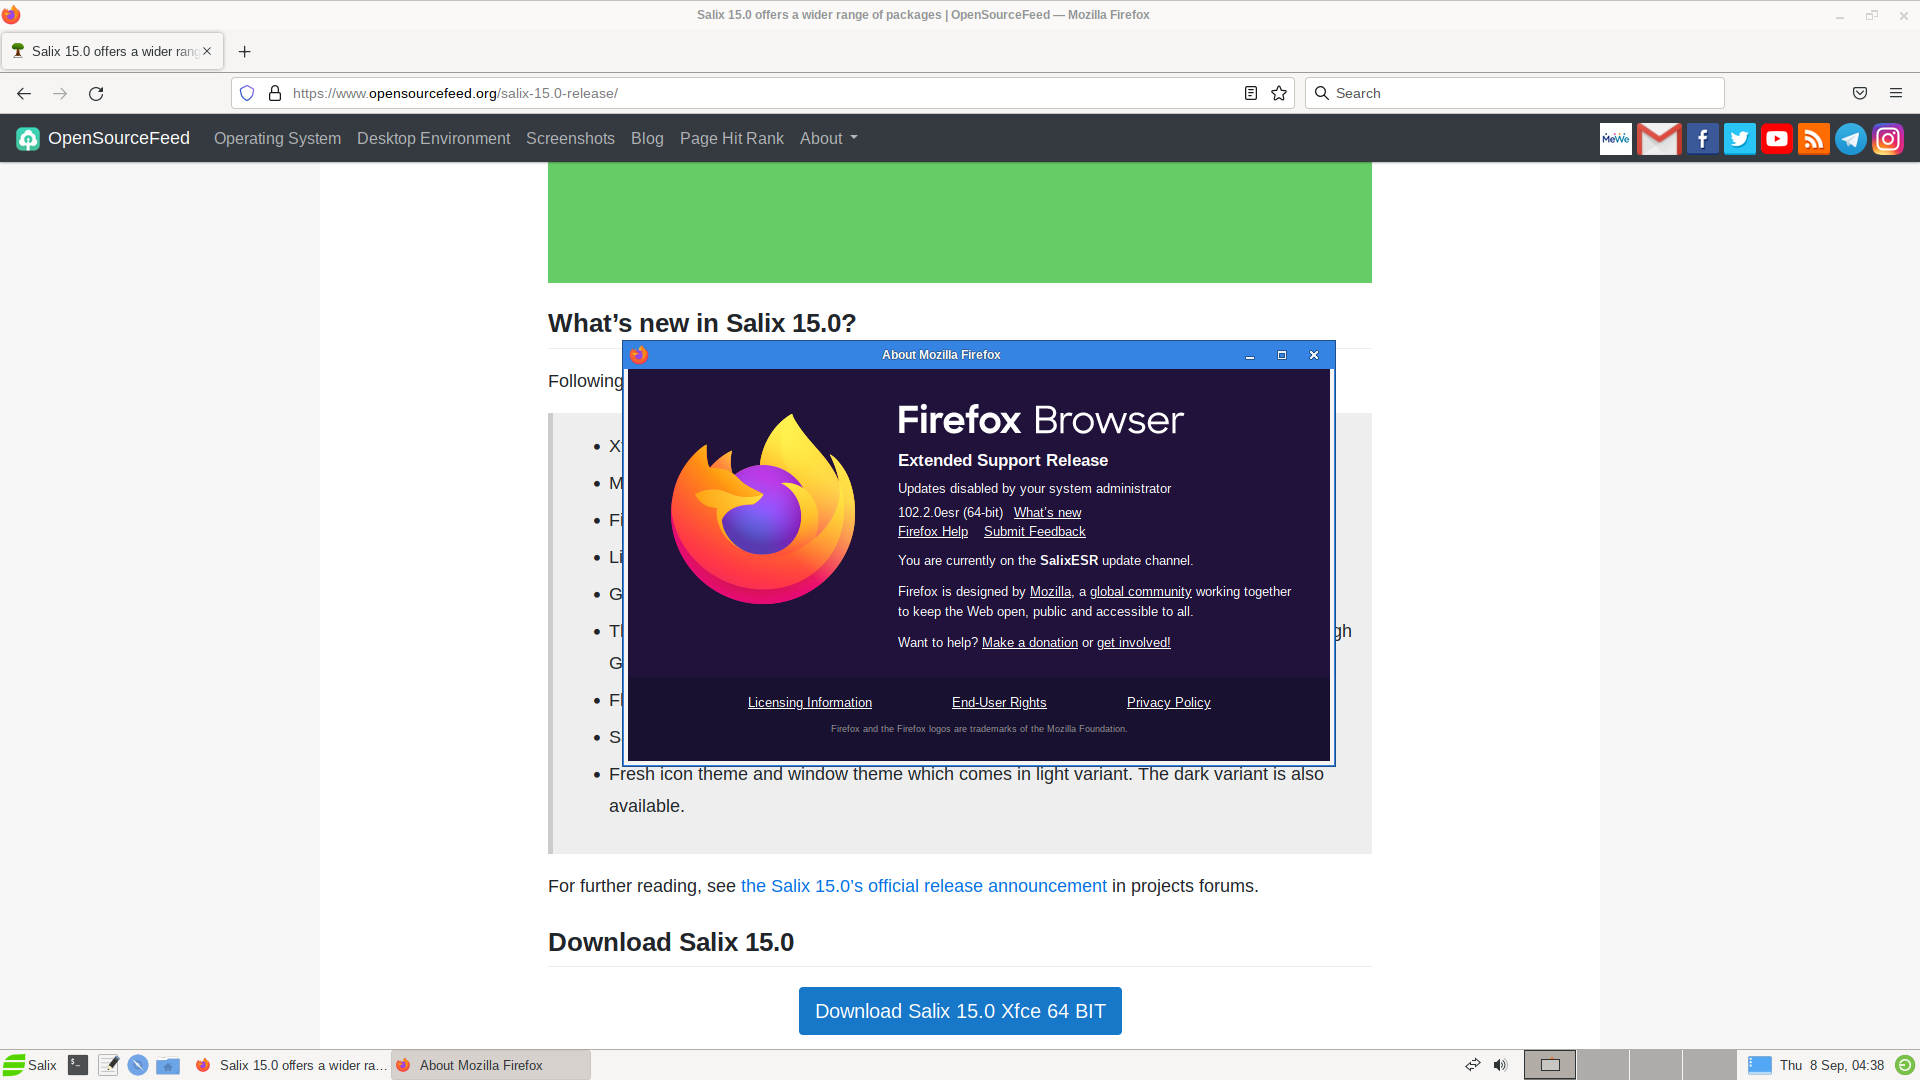 Salix 15.0 offers a wider range of packages | OpenSourceFeed — Mozilla Firefox
Salix 15.0 offers a wider rang
https://www.opensourcefeed.org/salix-15.0-release/
Search
OpenSourceFeed Operating System Desktop Environment Screenshots Blog Page Hit Rank About
MeWe
What’s new in Salix 15.0?
Following
About Mozilla Firefox
Firefox Browser
Extended Support Release
Updates disabled by your system administrator
102.2.0esr (64-bit) What’s new
Firefox Help Submit Feedback
You are currently on the SalixESR update channel.
Firefox is designed by Mozilla, a global community working together
to keep the Web open, public and accessible to all.
Want to help? Make a donation or get involved!
Licensing Information End-User Rights Privacy Policy
Firefox and the Firefox logos are trademarks of the Mozilla Foundation.
Fresh icon theme and window theme which comes in light variant. The dark variant is also
available.
For further reading, see the Salix 15.0’s official release announcement in projects forums.
Download Salix 15.0
Download Salix 15.0 Xfce 64 BIT
Salix
Salix 15.0 offers a wider ra...
About Mozilla Firefox
Thu 8 Sep, 04:38